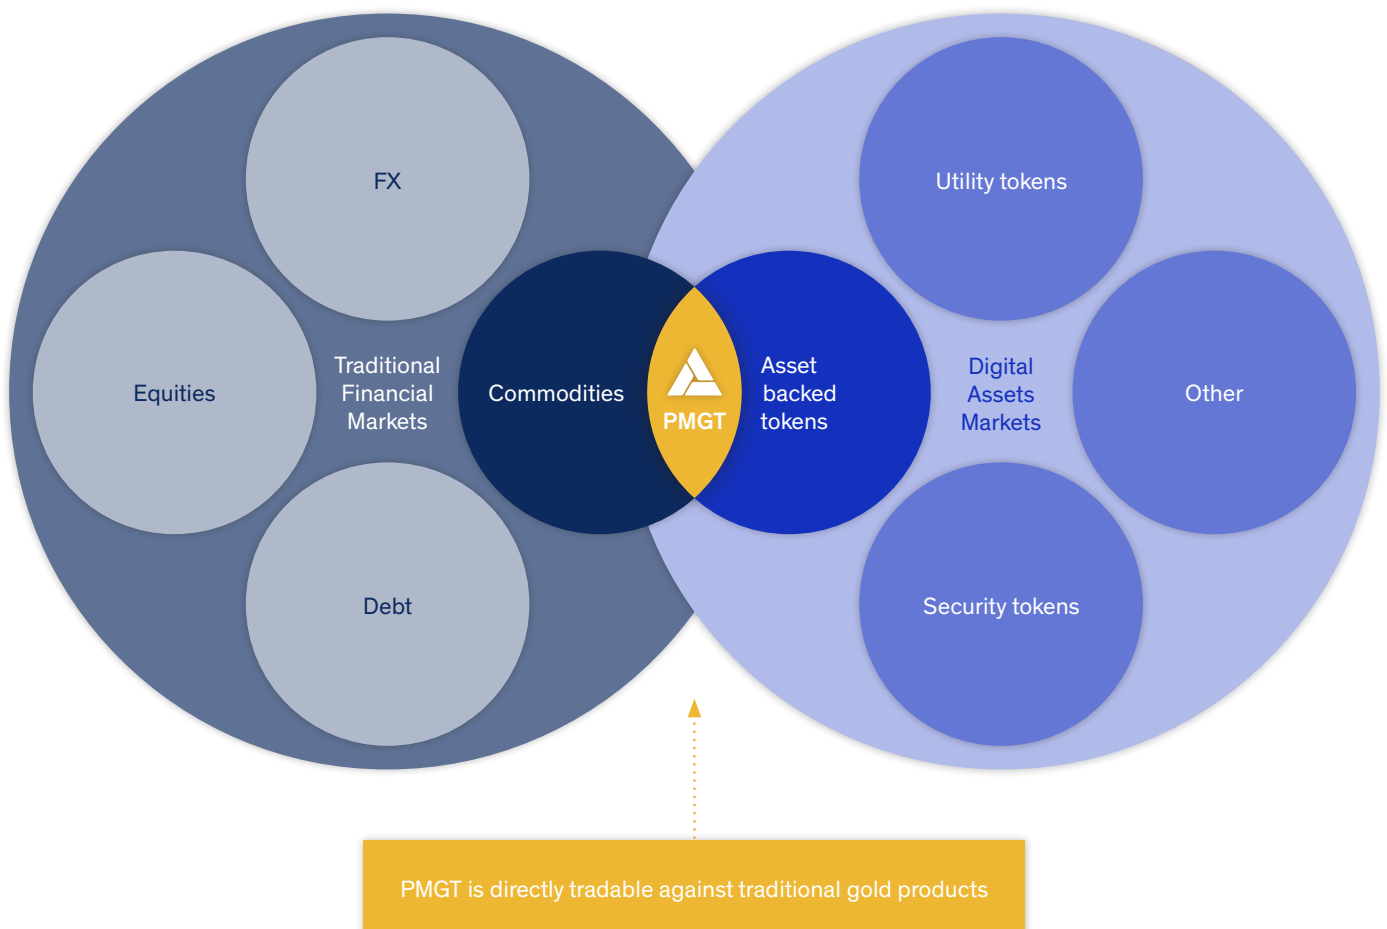 FX
Utility tokens
Equities
Traditional
Financial
Markets
Commodities
PMGT
Asset
backed
tokens
Digital
Assets
Markets
Other
Debt
Security tokens
PMGT is directly tradable against traditional gold products